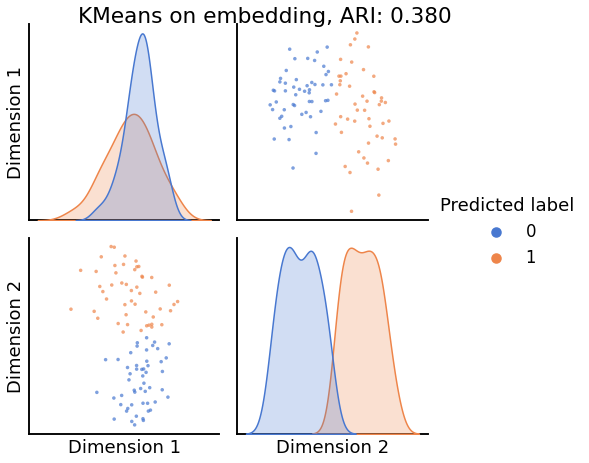 KMeans on embedding, ARI: 0.380
Dimension 1
Predicted label
0
1
Dimension 2
Dimension 1
Dimension 2